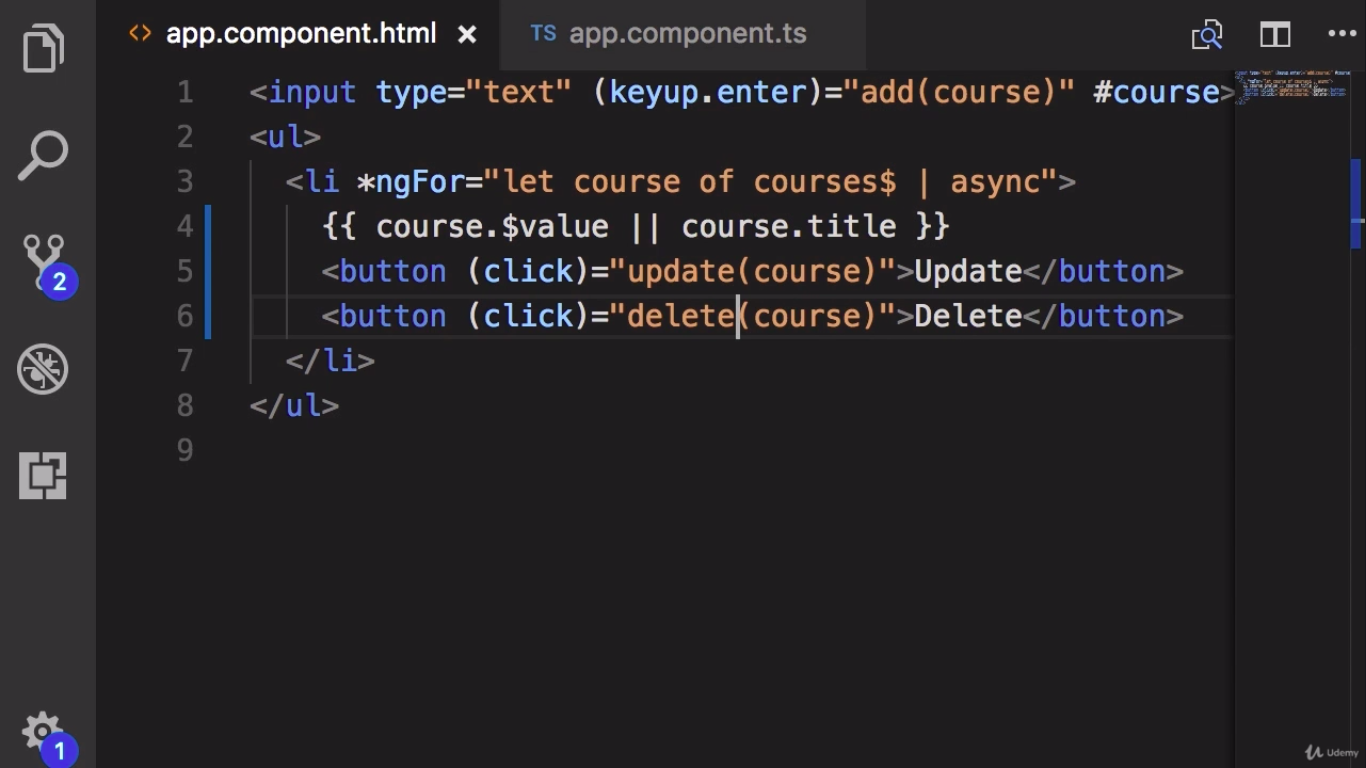 <> app.component.html × TS app.component.ts
1 <input type="text" (keyup.enter)="add(course)" #course>
2 <ul>
3 <li *ngFor="let course of courses$ | async">
4 {{ course.$value || course.title }}
5 <button (click)="update(course)">Update</button>
6 <button (click)="delete(course)">Delete</button>
7 </li>
8 </ul>
9
2
1
Udemy